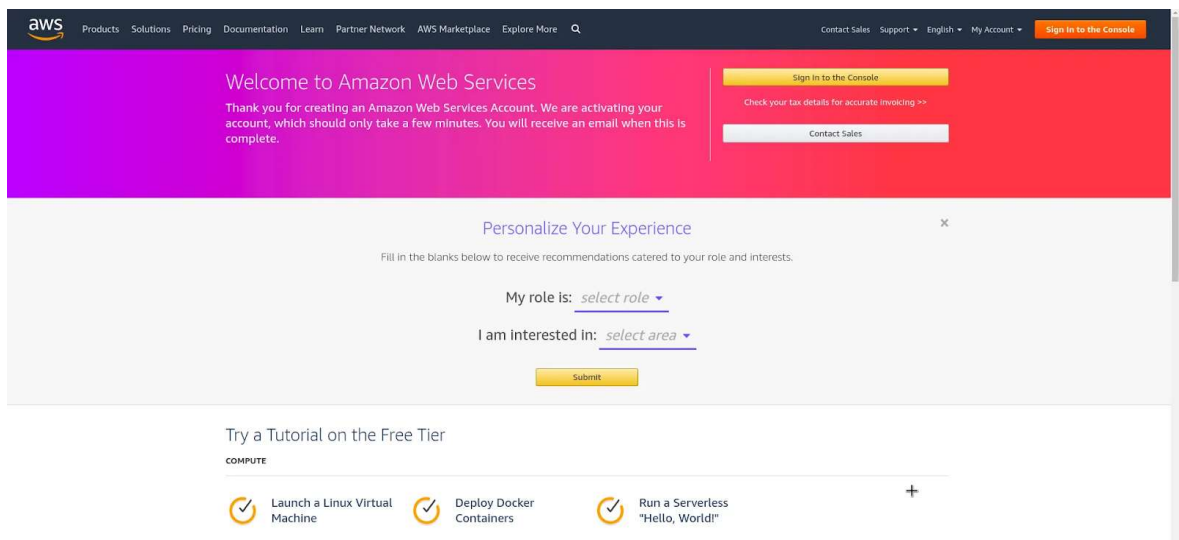 aws Products Solutions Pricing Documentation Learn Partner Network AWS Marketplace Explore More Contact Sales Support English My Account Sign In to the Console
Welcome to Amazon Web Services
Thank you for creating an Amazon Web Services Account. We are activating your
account, which should only take a few minutes. You will receive an email when this is
complete.
Sign In to the Console
Check your tax details for accurate invoicing >>
Contact Sales
Personalize Your Experience
Fill in the blanks below to receive recommendations catered to your role and interests.
My role is: select role
I am interested in: select area
Submit
Try a Tutorial on the Free Tier
COMPUTE
Launch a Linux Virtual
Machine
Deploy Docker
Containers
Run a Serverless
"Hello, World!"